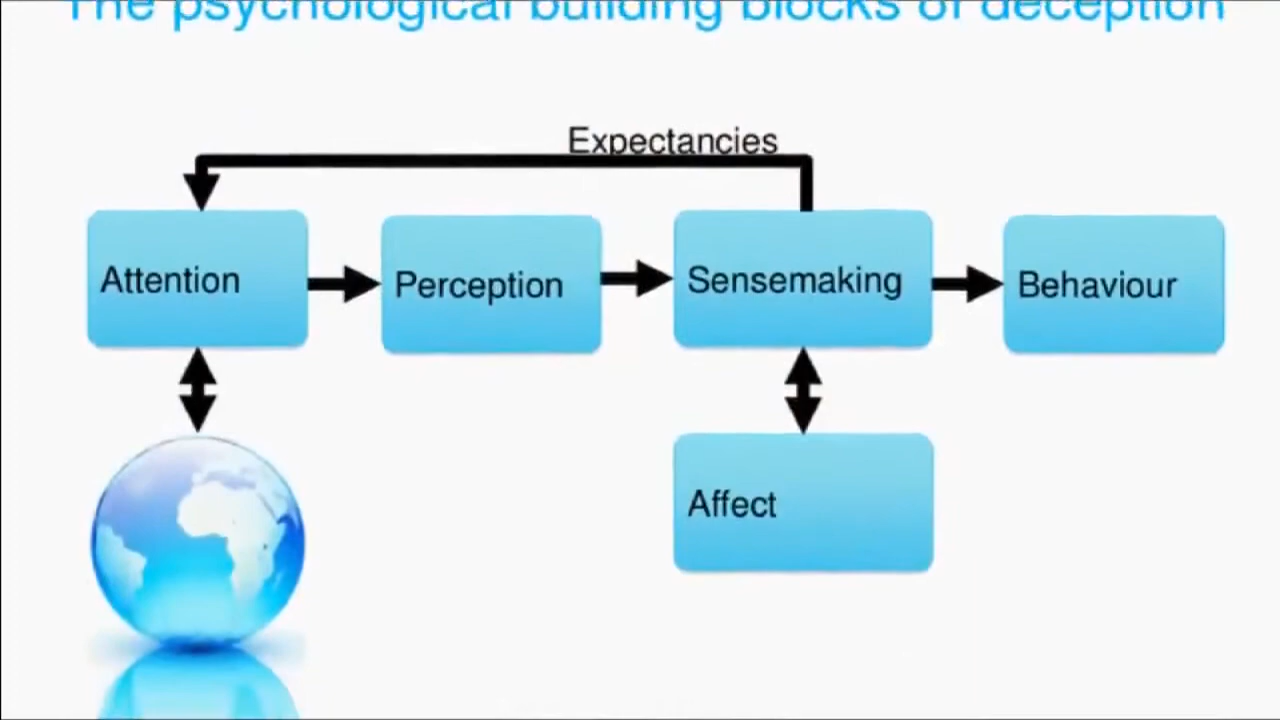 The psychological building blocks of deception
Expectancies
Attention
Perception
Sensemaking
Behaviour
Affect